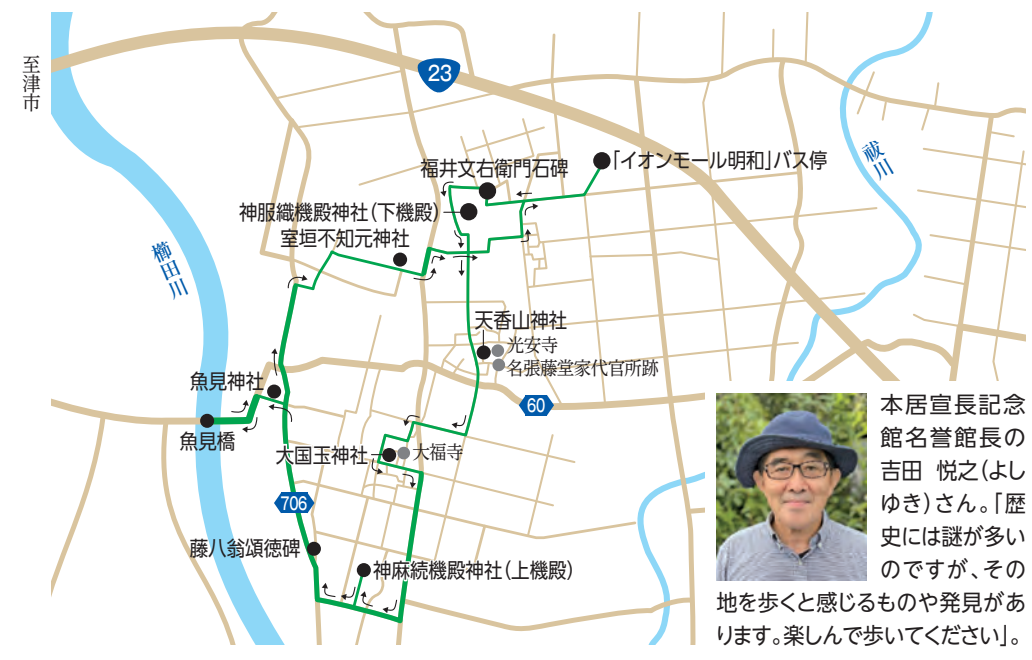 至津市
23
祓川
「イオンモール明和」バス停
福井文右衛門石碑
神服織機殿神社(下機殿)
室垣不知元神社
櫛田川
天香山神社
光安寺
名張藤堂家代官所跡
魚見神社
60
魚見橋
大国玉神社
大福寺
706
藤八翁頌徳碑
神麻続機殿神社(上機殿)
本居宣長記念
館名誉館長の
吉田 悦之(よし
ゆき)さん。「歴
史には謎が多い
のですが、その
地を歩くと感じるものや発見があ
ります。楽しんで歩いてください」。